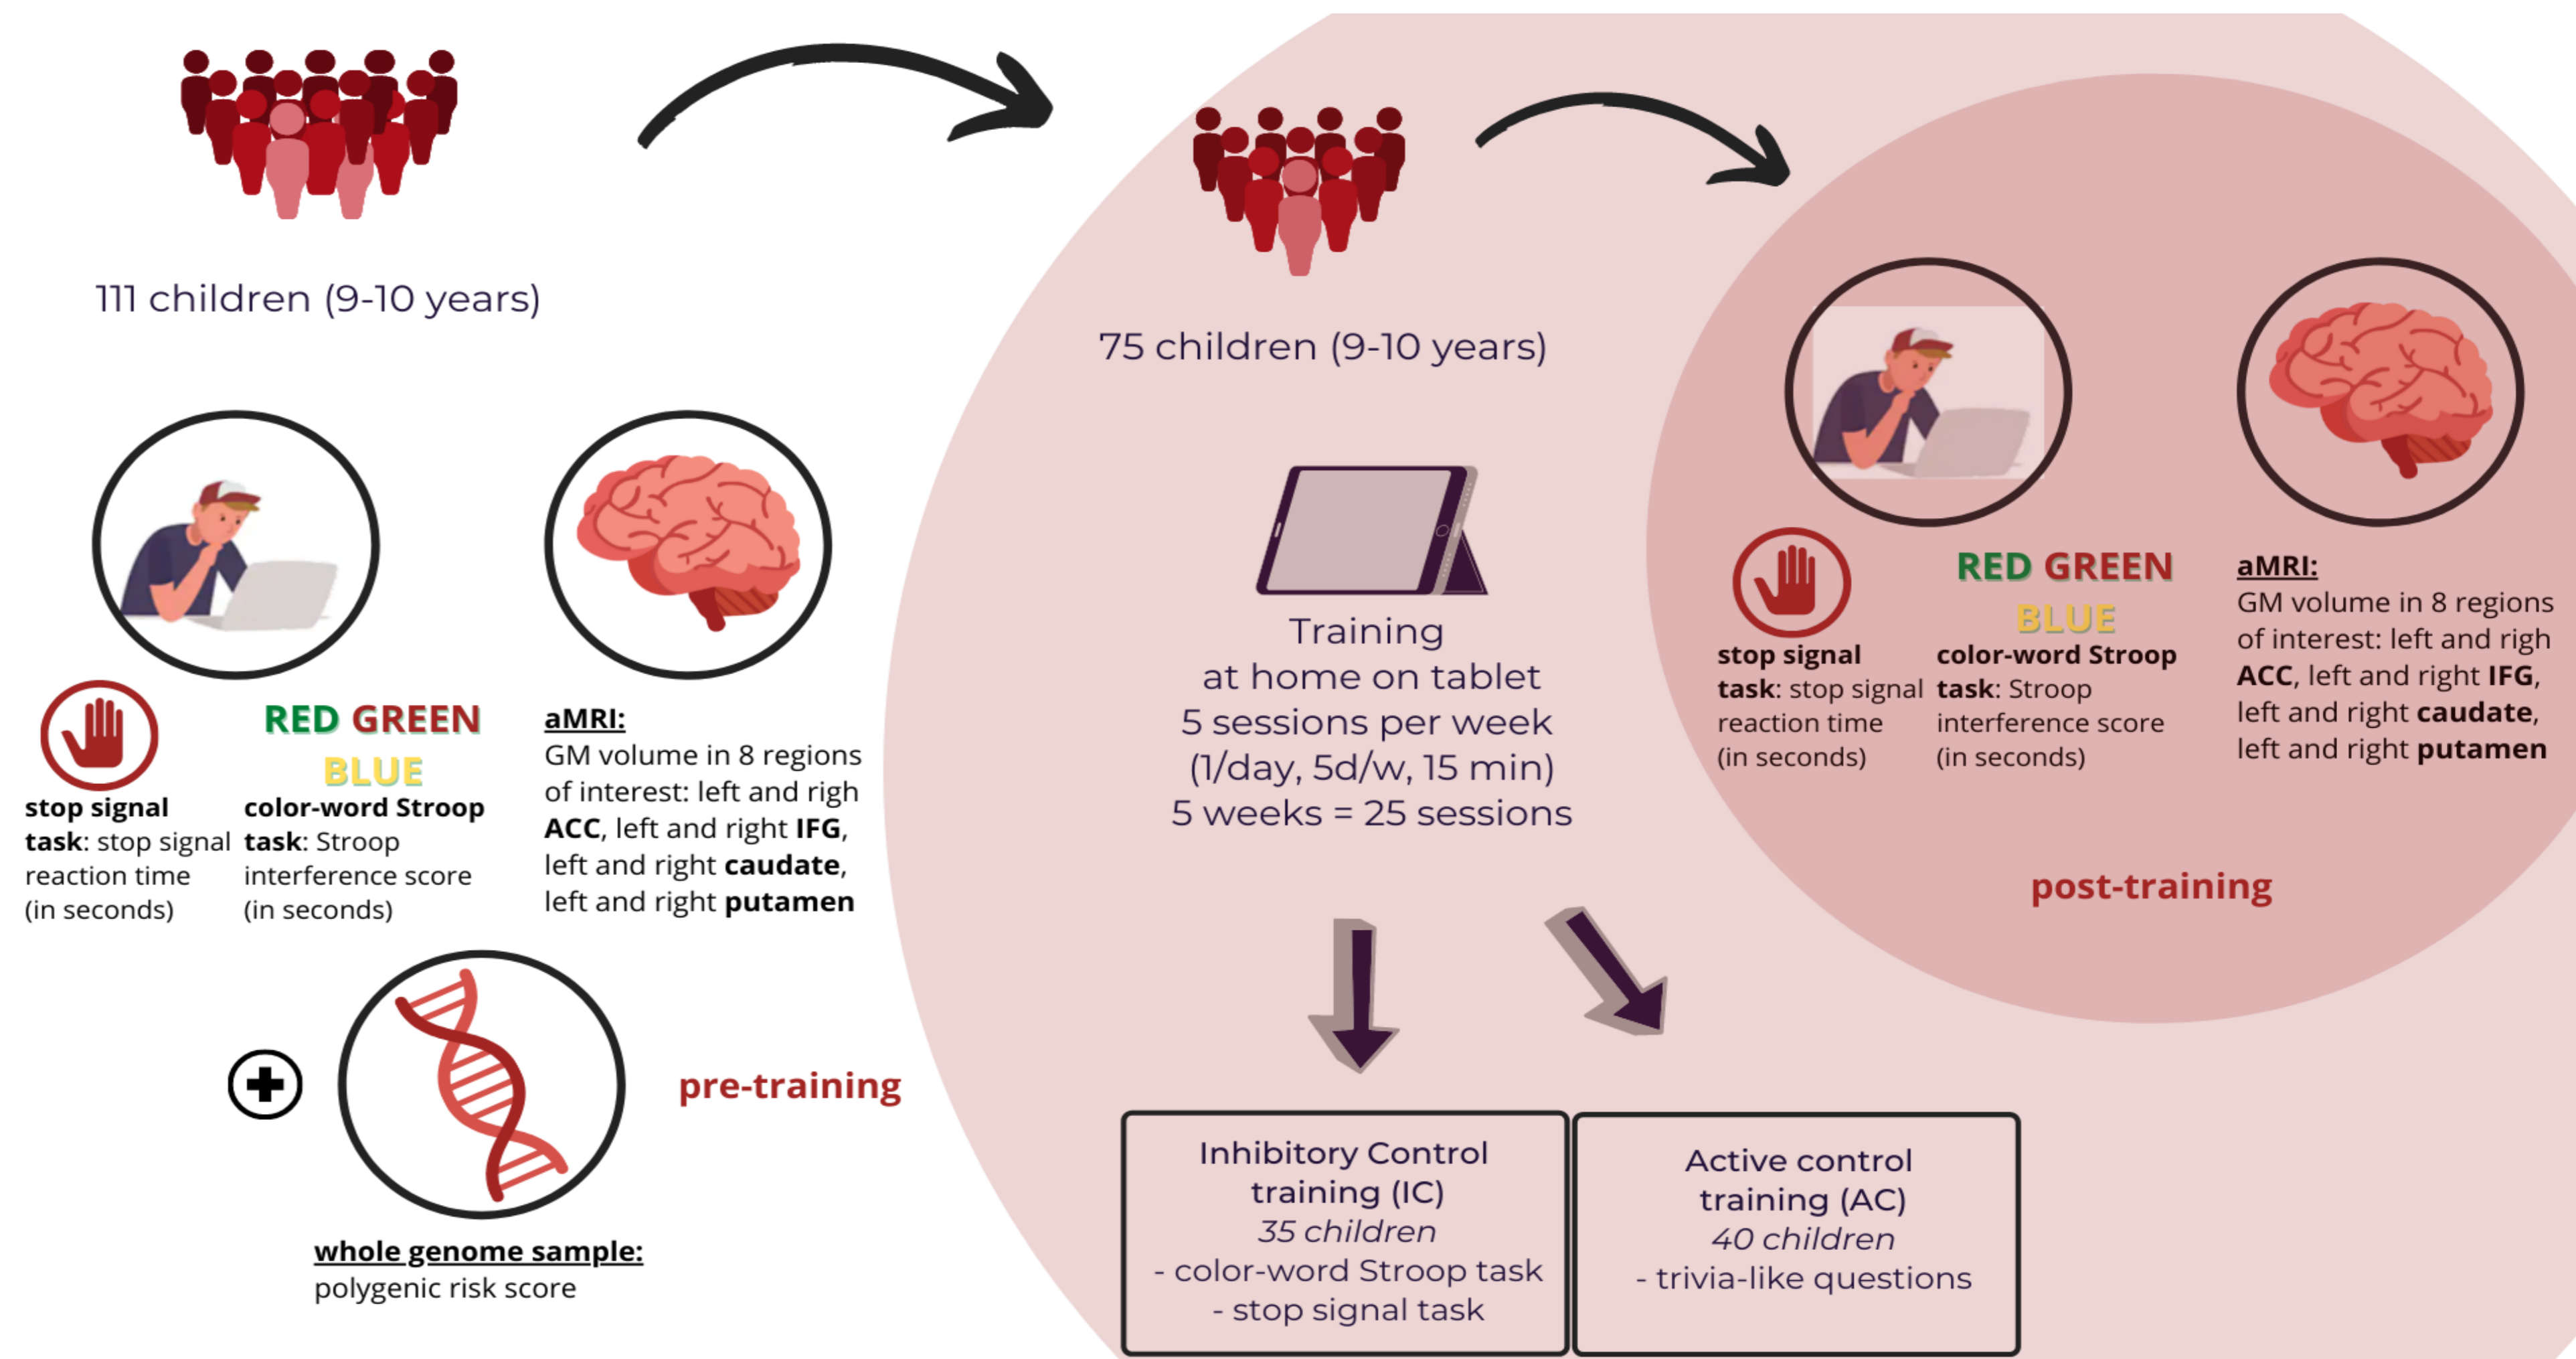 111 children (9-10 years)
RED GREEN
BLUE
stop signal
task: stop signal
reaction time
(in seconds)
color-word Stroop
task: Stroop
interference score
(in seconds)
aMRI:
GM volume in 8 regions
of interest: left and righ
ACC, left and right IFG,
left and right caudate,
left and right putamen
whole genome sample:
polygenic risk score
pre-training
75 children (9-10 years)
Training
at home on tablet
5 sessions per week
(1/day, 5d/w, 15 min)
5 weeks = 25 sessions
Inhibitory Control
training (IC)
35 children
- color-word Stroop task
- stop signal task
Active control
training (AC)
40 children
- trivia-like questions
RED GREEN
BLUE
stop signal
task: stop signal
reaction time
(in seconds)
color-word Stroop
task: Stroop
interference score
(in seconds)
aMRI:
GM volume in 8 regions
of interest: left and righ
ACC, left and right IFG,
left and right caudate,
left and right putamen
post-training